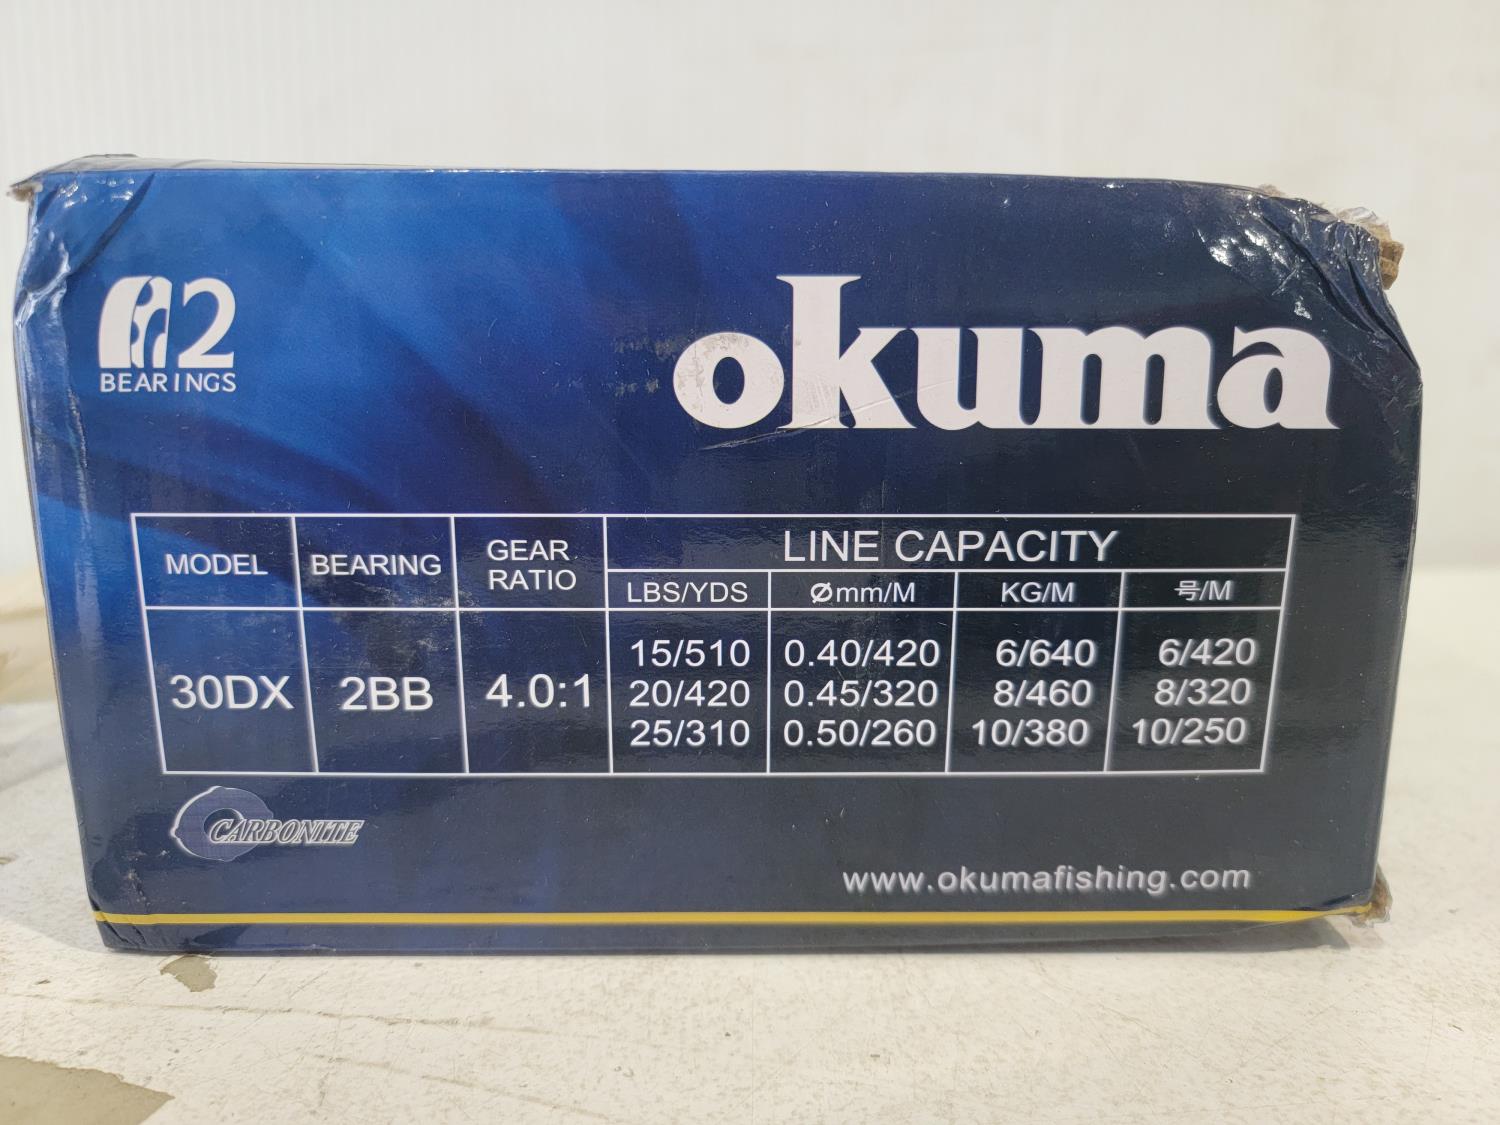 2
BEARINGS
okuma
MODEL BEARING GEAR RATIO LINE CAPACITY
LBS/YDS Ømm/M KG/M 号/M
30DX 2BB 4.0:1
15/510 0.40/420 6/640 6/420
20/420 0.45/320 8/460 8/320
25/310 0.50/260 10/380 10/250
CARBONITE
www.okumafishing.com